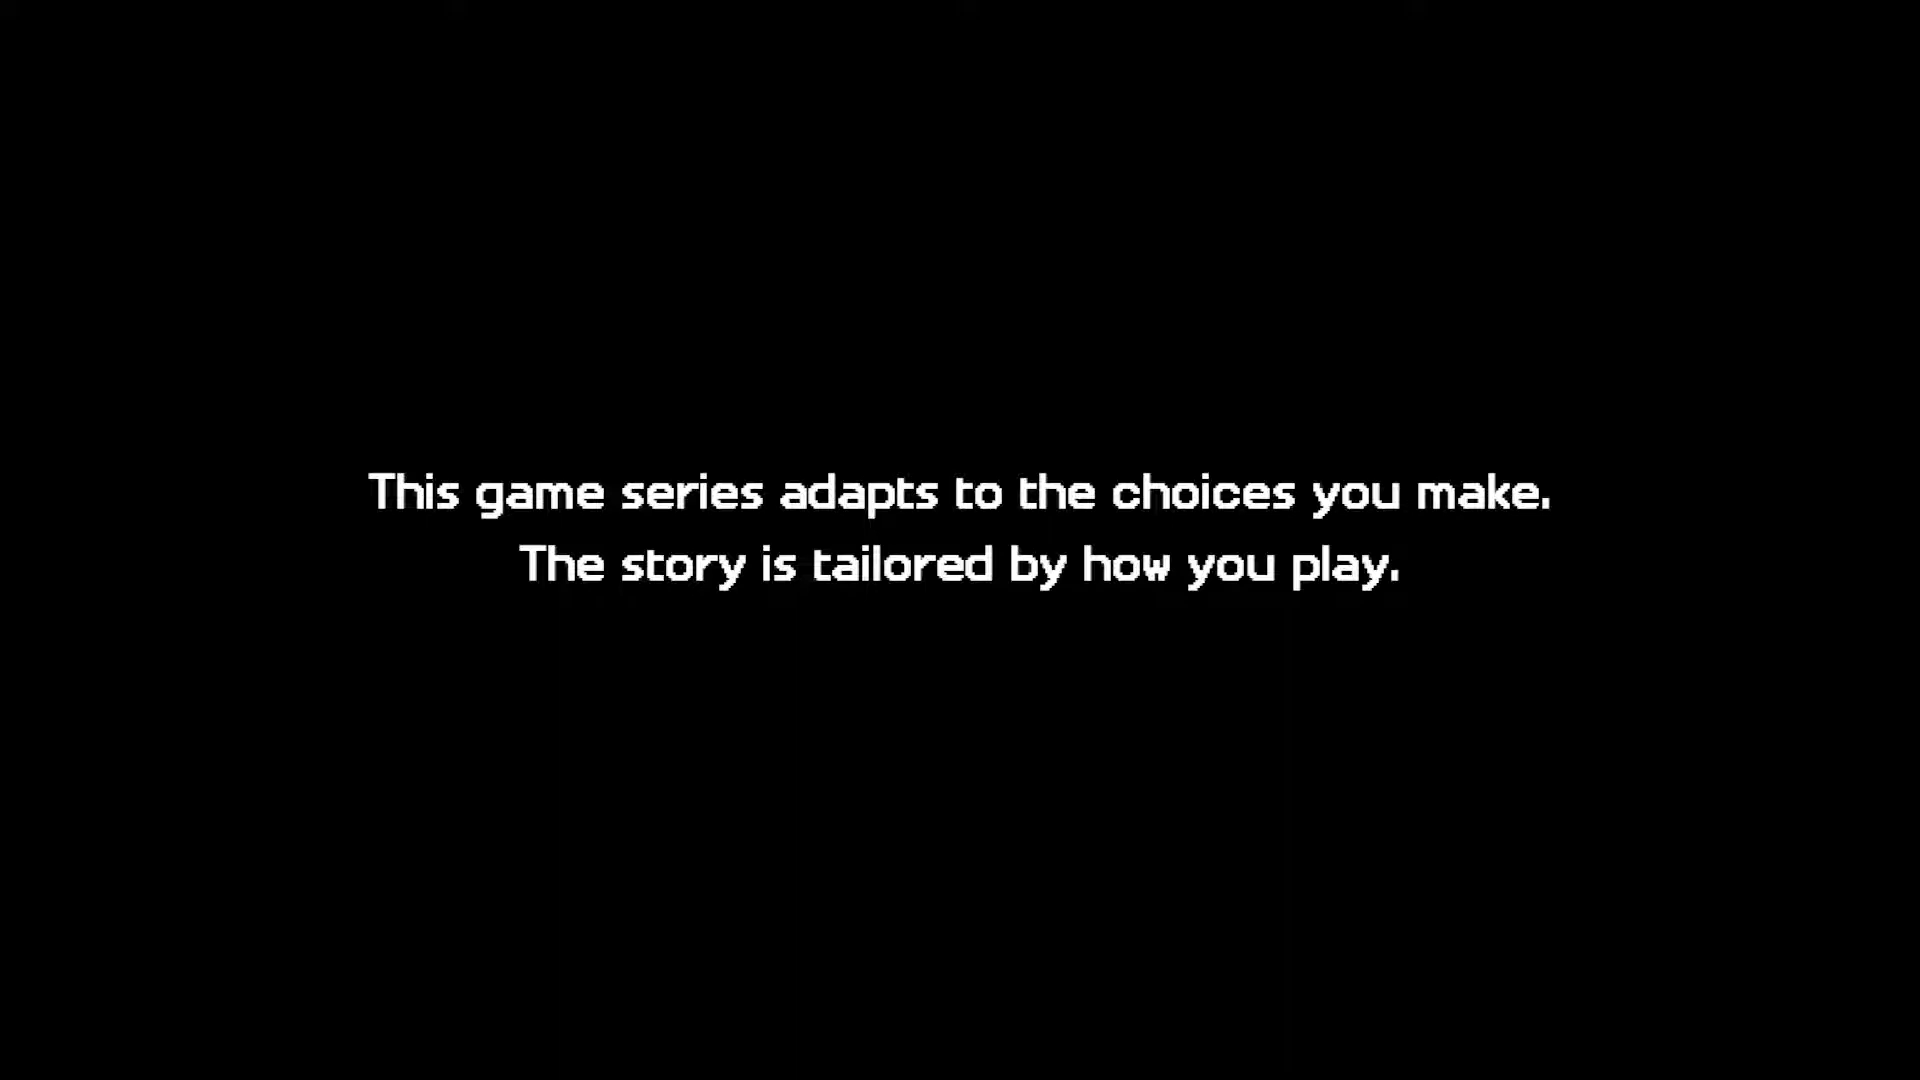 This game series adapts to the choices you make.
The story is tailored by how you play.